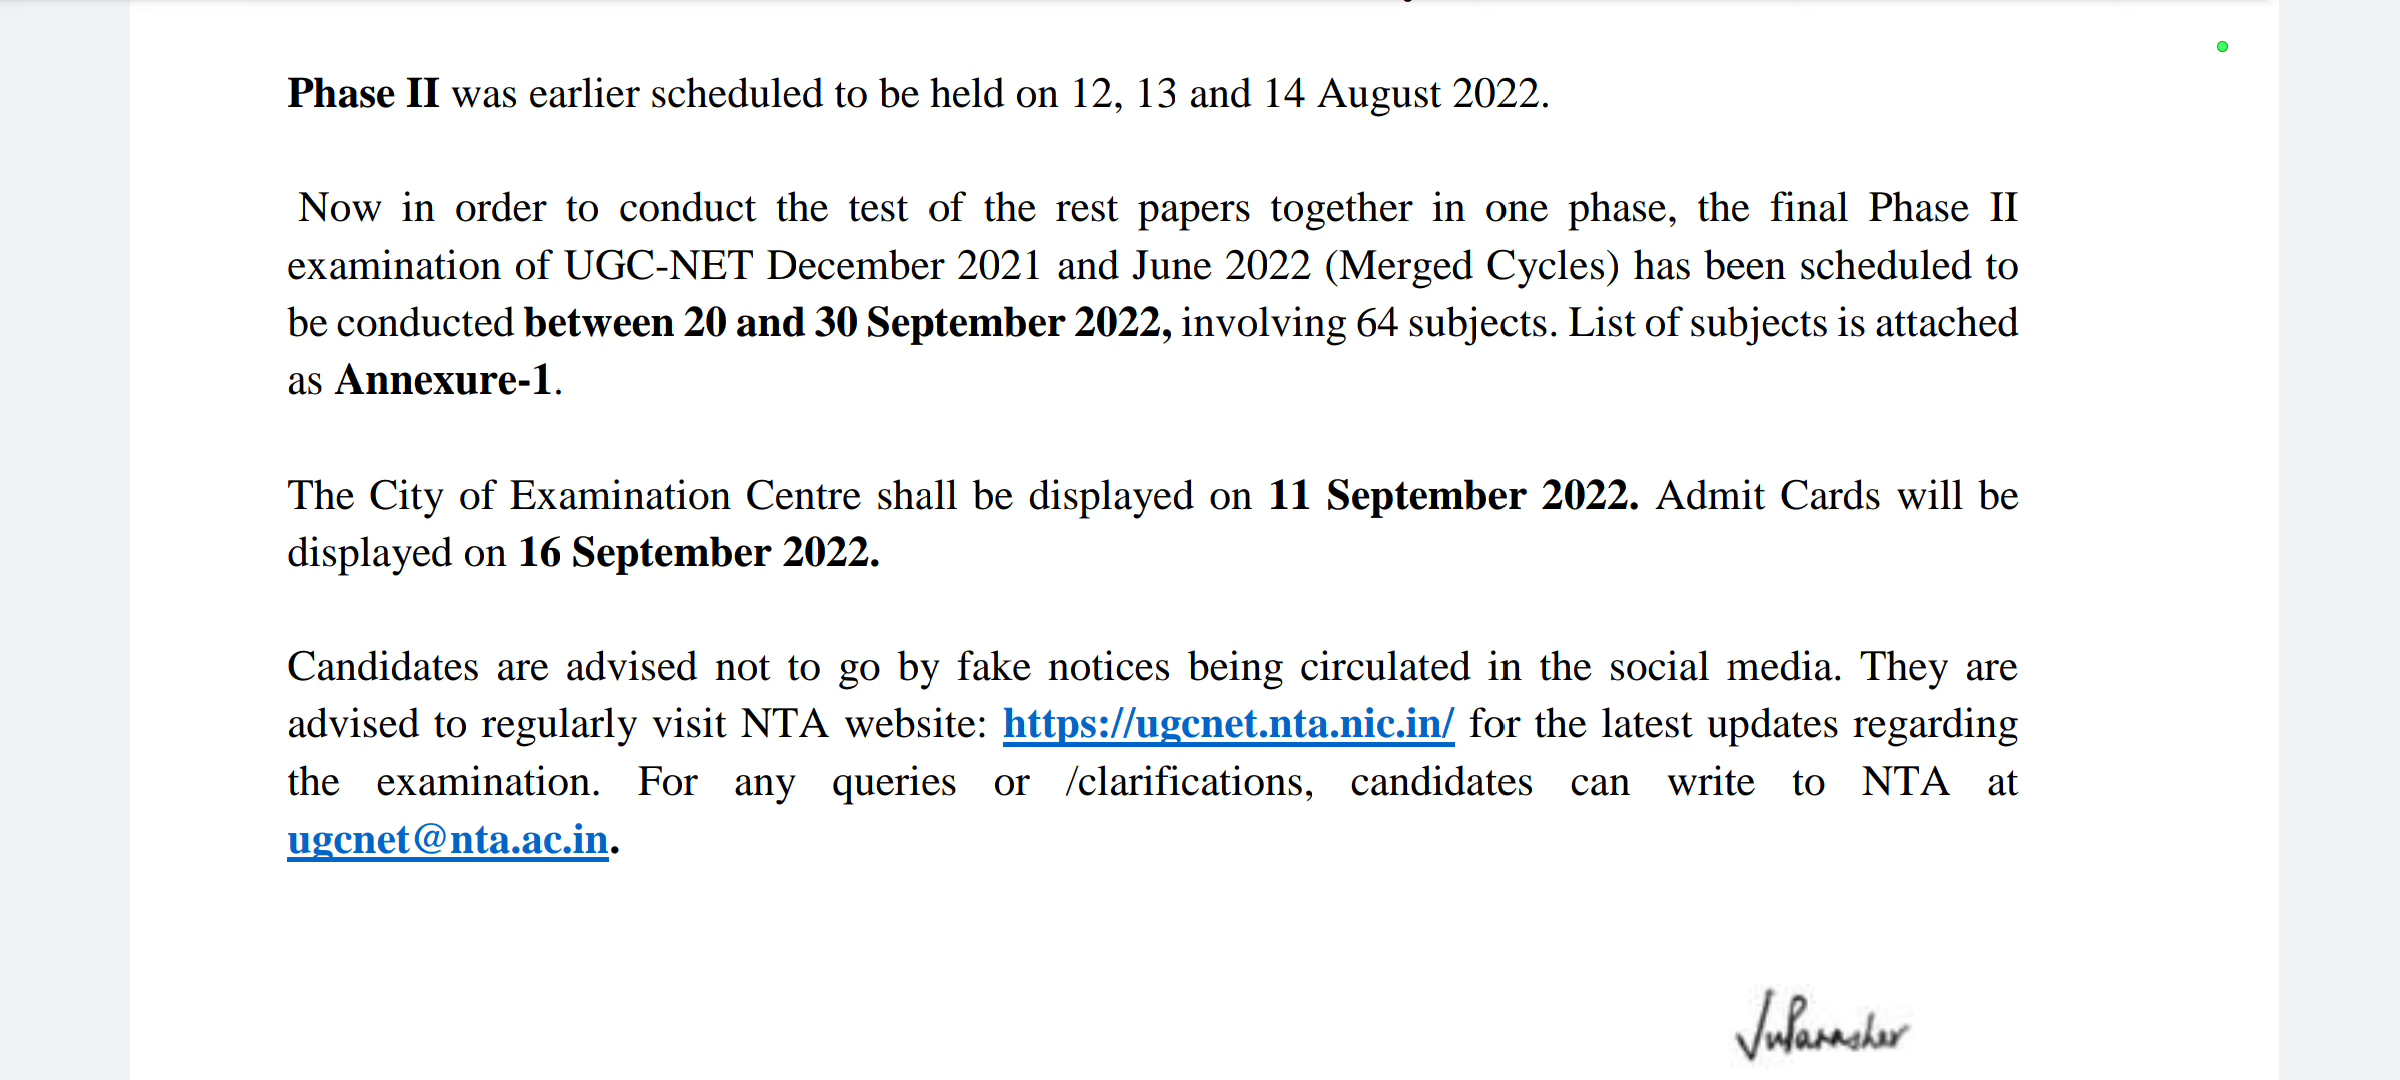 Phase II was earlier scheduled to be held on 12, 13 and 14 August 2022.
Now in order to conduct the test of the rest papers together in one phase, the final Phase II
examination of UGC-NET December 2021 and June 2022 (Merged Cycles) has been scheduled to
be conducted between 20 and 30 September 2022, involving 64 subjects. List of subjects is attached
as Annexure-1.
The City of Examination Centre shall be displayed on 11 September 2022. Admit Cards will be
displayed on 16 September 2022.
Candidates are advised not to go by fake notices being circulated in the social media. They are
advised to regularly visit NTA website: https://ugcnet.nta.nic.in/ for the latest updates regarding
the examination. For any queries or /clarifications, candidates can write to NTA at
ugcnet@nta.ac.in.